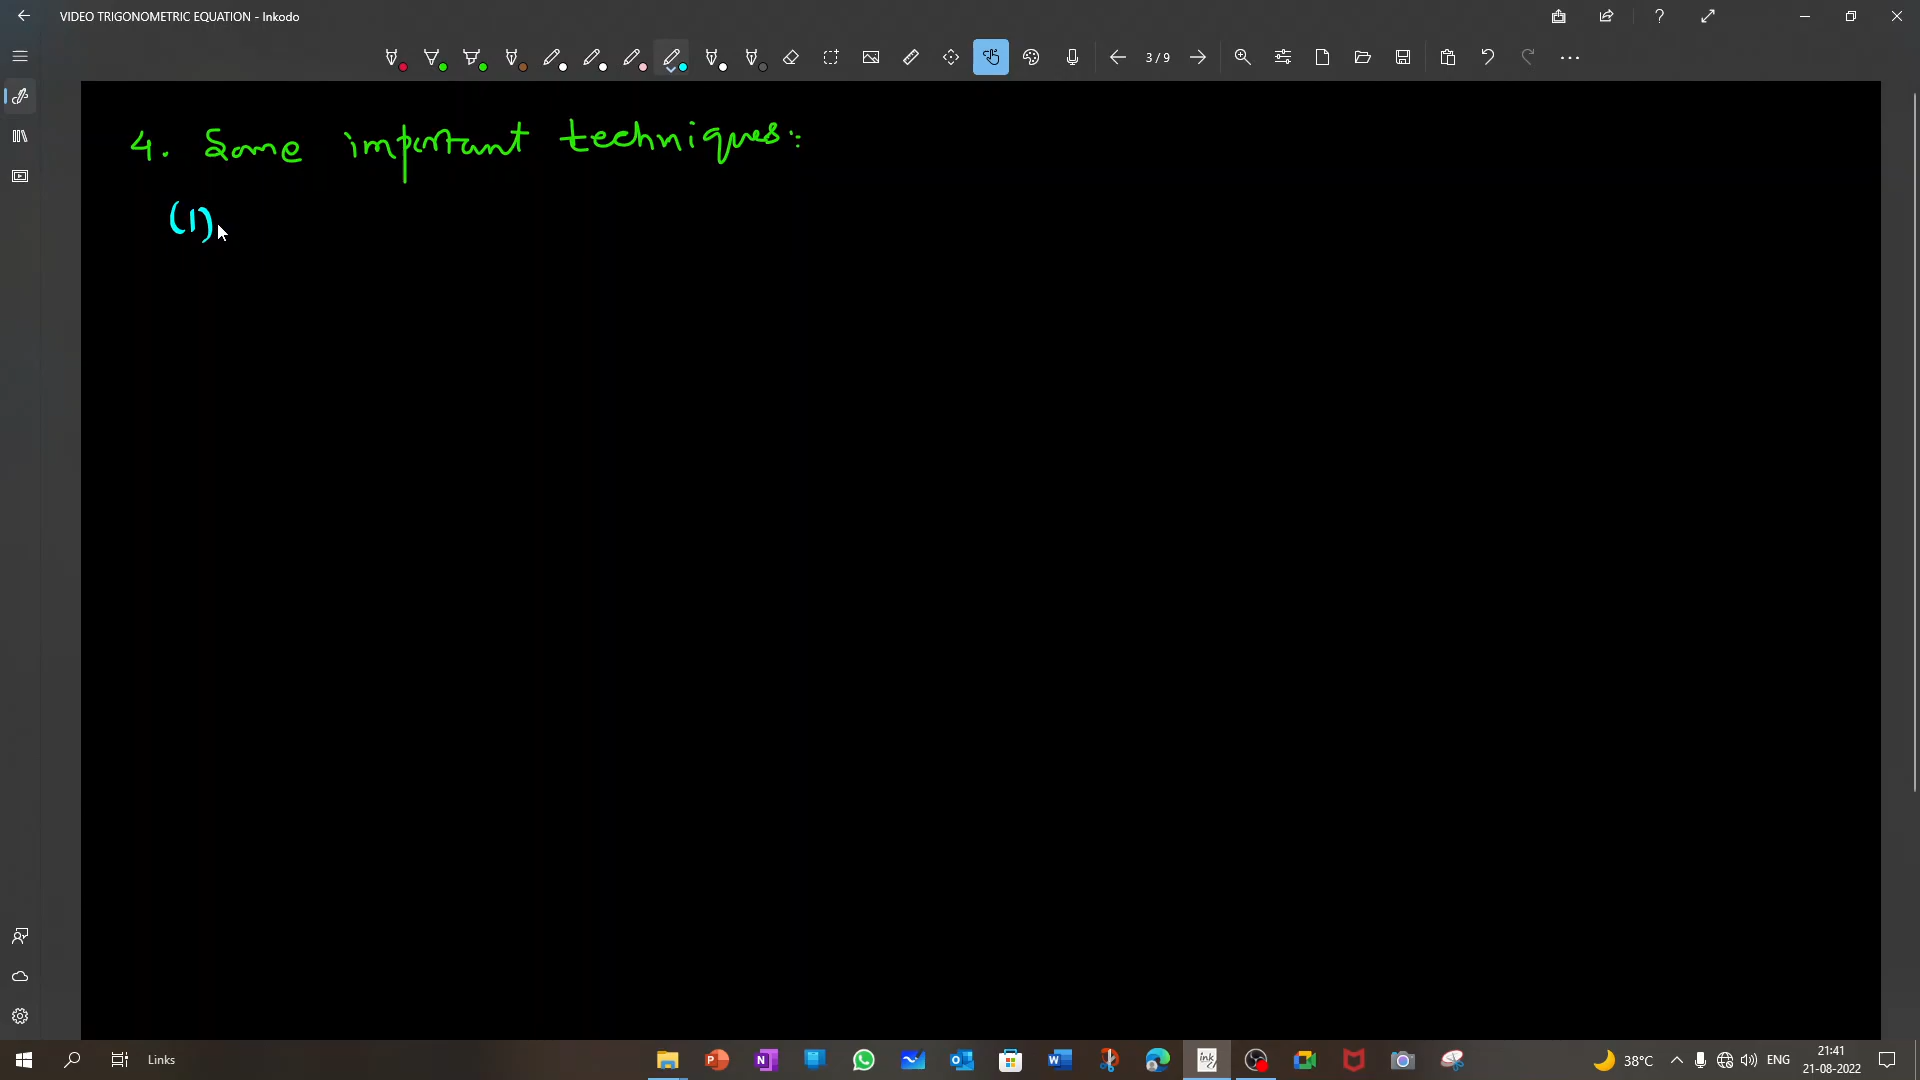 VIDEO TRIGONOMETRIC EQUATION - Inkodo
3 / 9
4. Some important techniques:
(1)
Links
38°C
ENG
21:41
21-08-2022